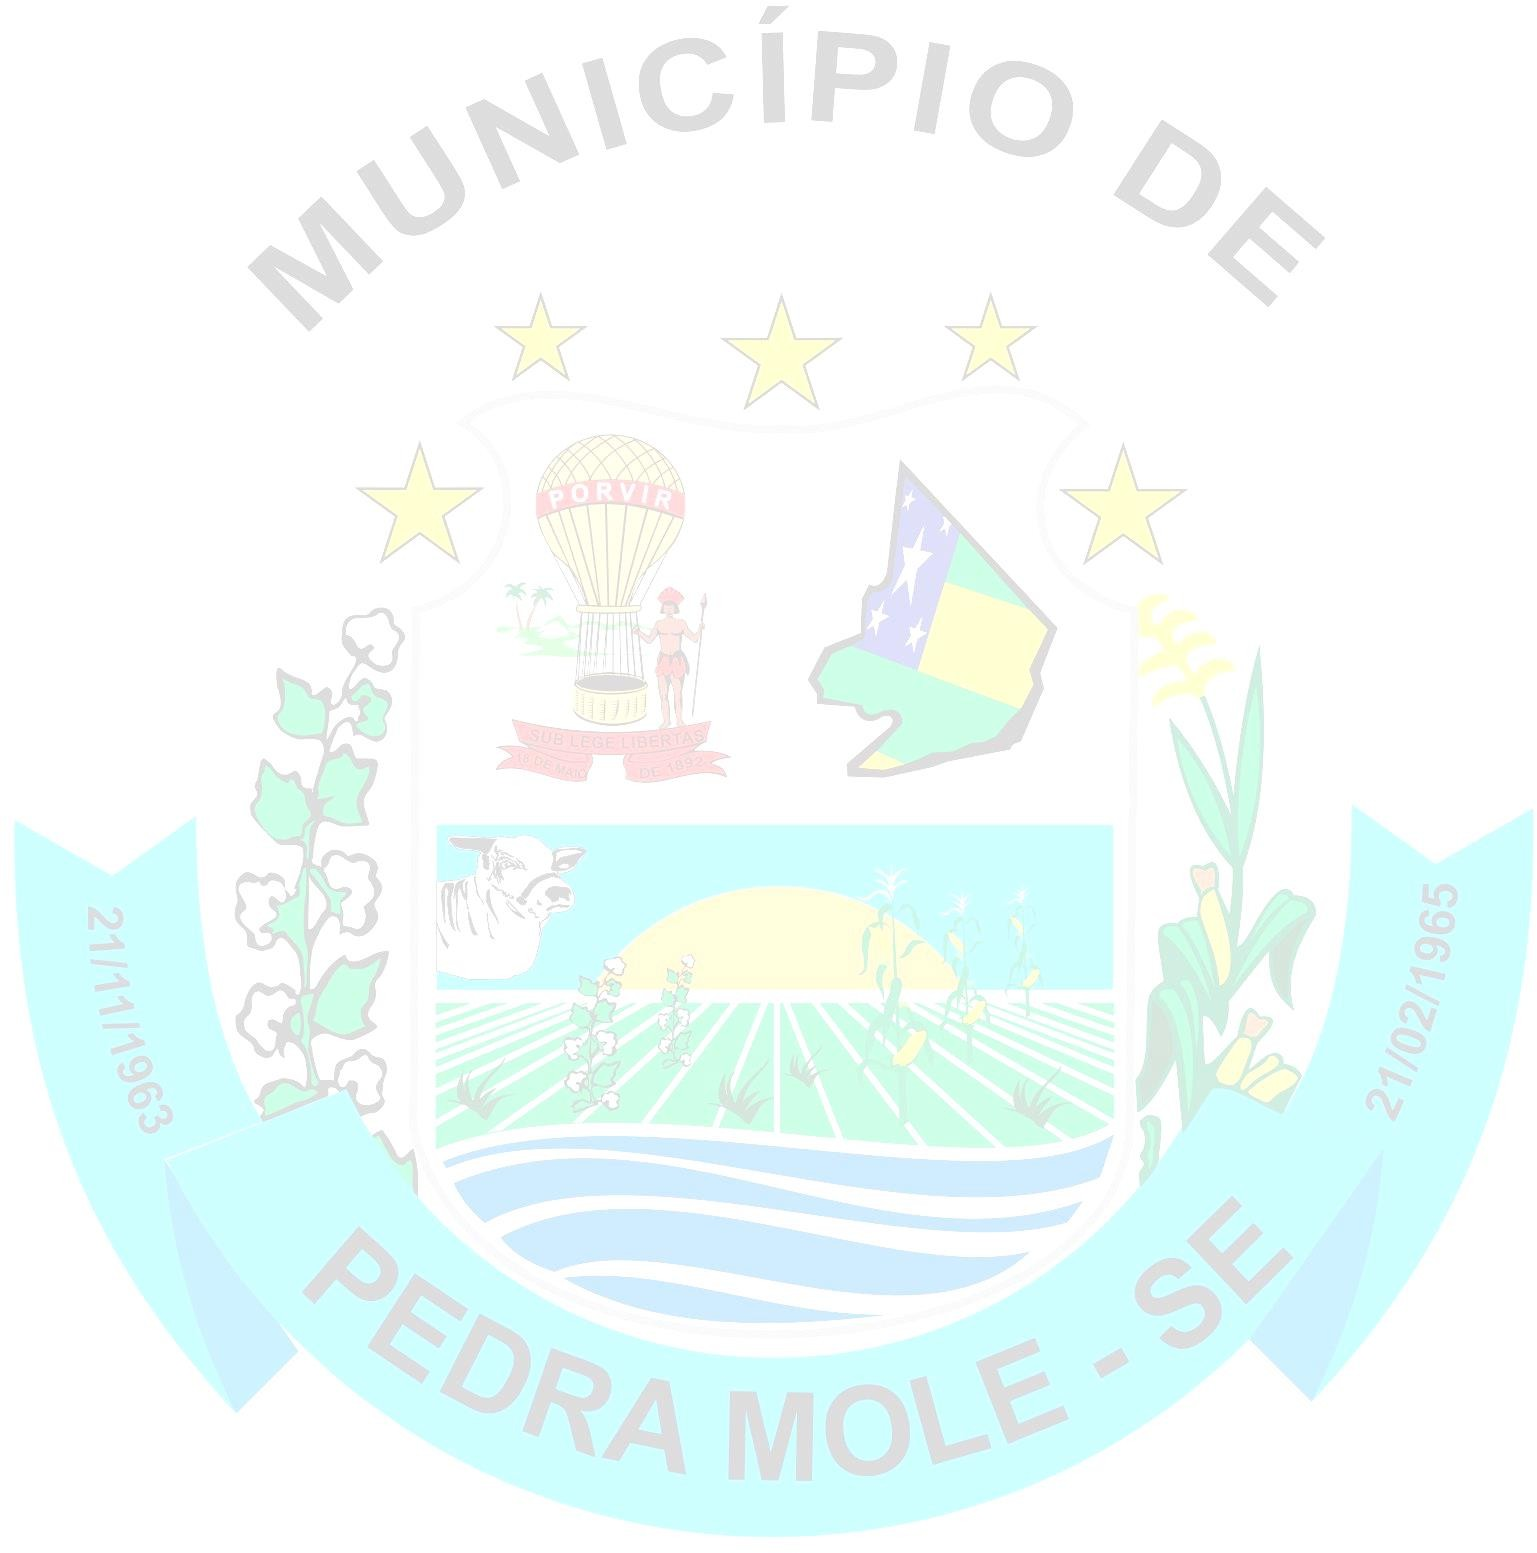 MUNICÍPIO DE
PORVIR
SUB LEGE LIBERTAS
18 DE MAIO DE 1892
21/11/1963
21/02/1965
PEDRA MOLE - SE